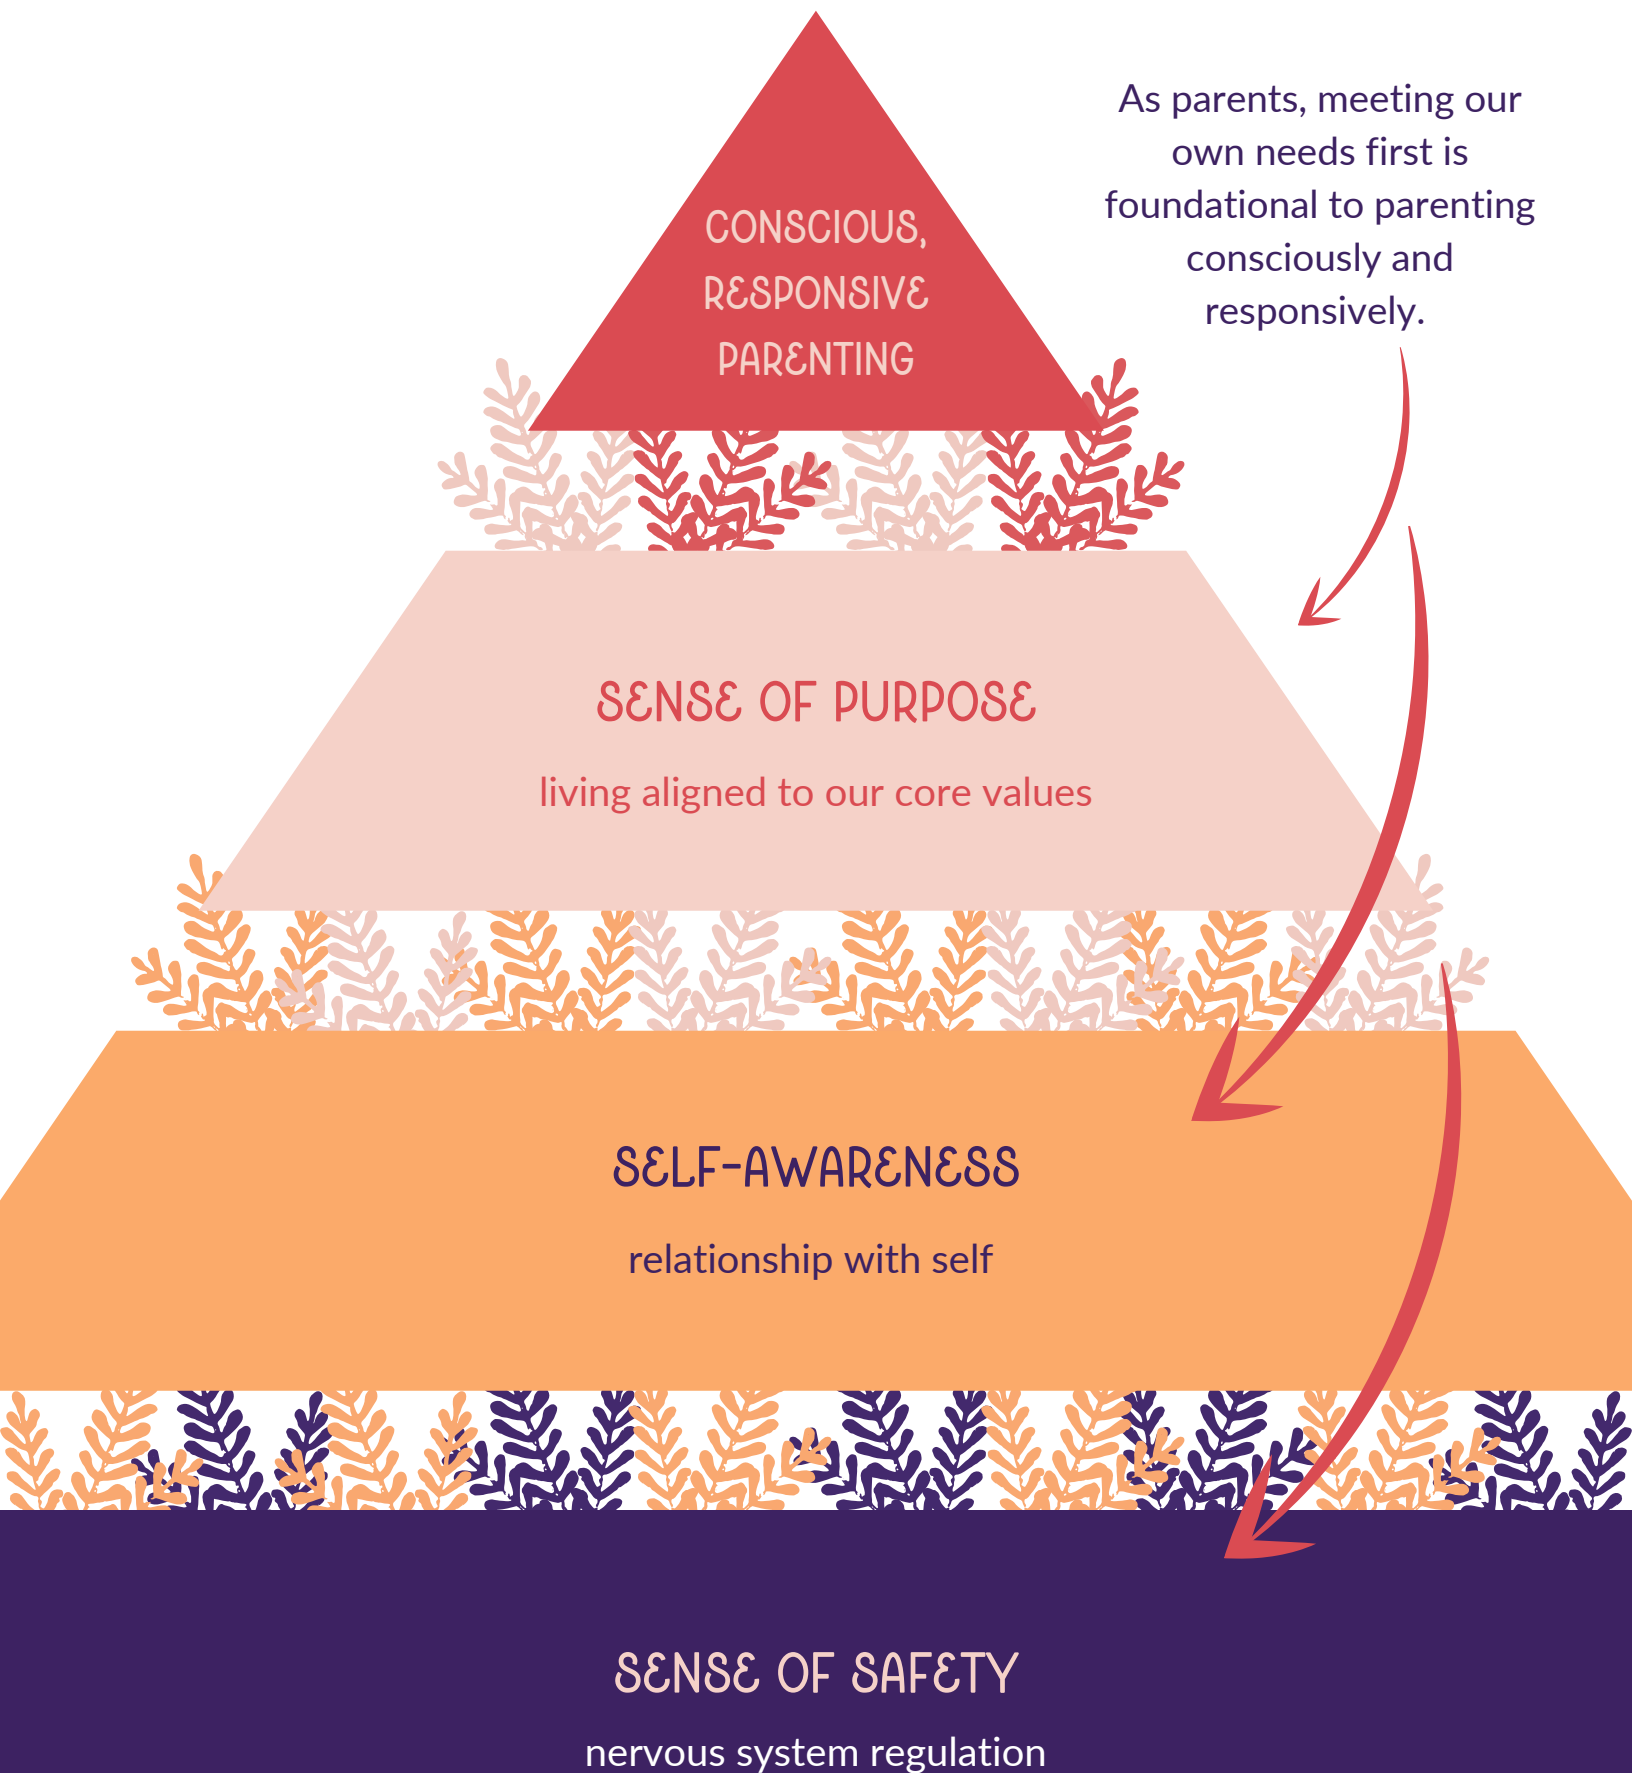 As parents, meeting our
own needs first is
foundational to parenting
consciously and
responsively.
CONSCIOUS,
RESPONSIVE
PARENTING
SENSE OF PURPOSE
living aligned to our core values
SELF-AWARENESS
relationship with self
SENSE OF SAFETY
nervous system regulation